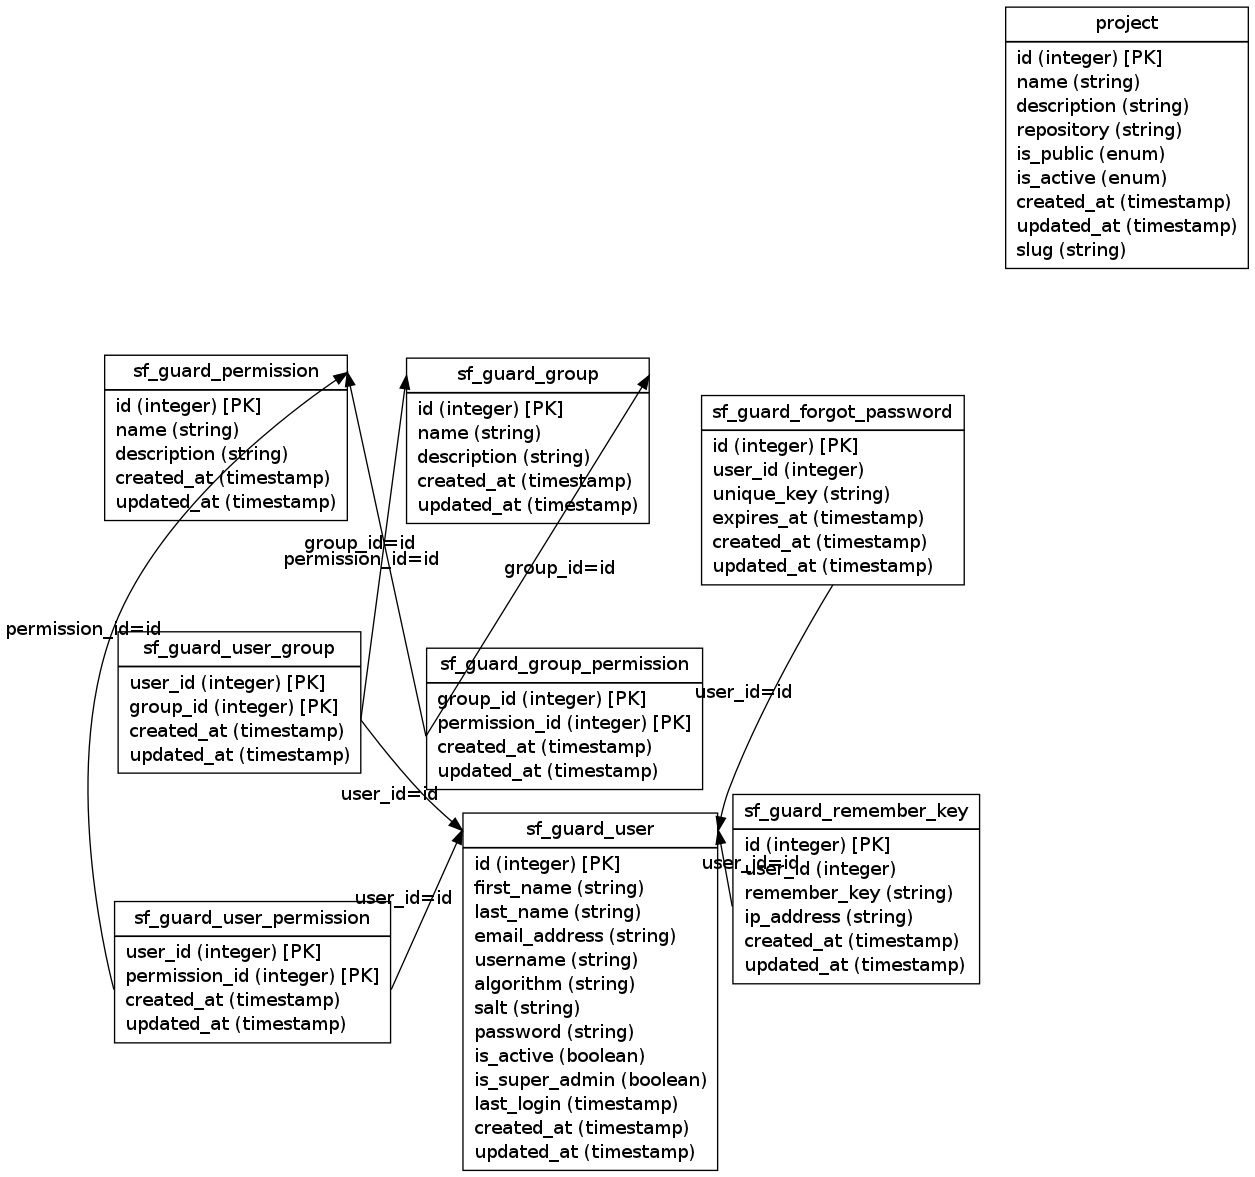 project
id (integer) [PK]
name (string)
description (string)
repository (string)
is_public (enum)
is_active (enum)
created_at (timestamp)
updated_at (timestamp)
slug (string)
sf_guard_permission
id (integer) [PK]
name (string)
description (string)
created_at (timestamp)
updated_at (timestamp)
sf_guard_group
id (integer) [PK]
name (string)
description (string)
created_at (timestamp)
updated_at (timestamp)
sf_guard_forgot_password
id (integer) [PK]
user_id (integer)
unique_key (string)
expires_at (timestamp)
created_at (timestamp)
updated_at (timestamp)
group_id=id
permission_id=id
group_id=id
permission_id=id
sf_guard_user_group
user_id (integer) [PK]
group_id (integer) [PK]
created_at (timestamp)
updated_at (timestamp)
sf_guard_group_permission
group_id (integer) [PK]
permission_id (integer) [PK]
created_at (timestamp)
updated_at (timestamp)
user_id=id
user_id=id
sf_guard_user
id (integer) [PK]
first_name (string)
last_name (string)
email_address (string)
username (string)
algorithm (string)
salt (string)
password (string)
is_active (boolean)
is_super_admin (boolean)
last_login (timestamp)
created_at (timestamp)
updated_at (timestamp)
sf_guard_remember_key
id (integer) [PK]
user_id (integer)
remember_key (string)
ip_address (string)
created_at (timestamp)
updated_at (timestamp)
user_id=id
user_id=id
sf_guard_user_permission
user_id (integer) [PK]
permission_id (integer) [PK]
created_at (timestamp)
updated_at (timestamp)